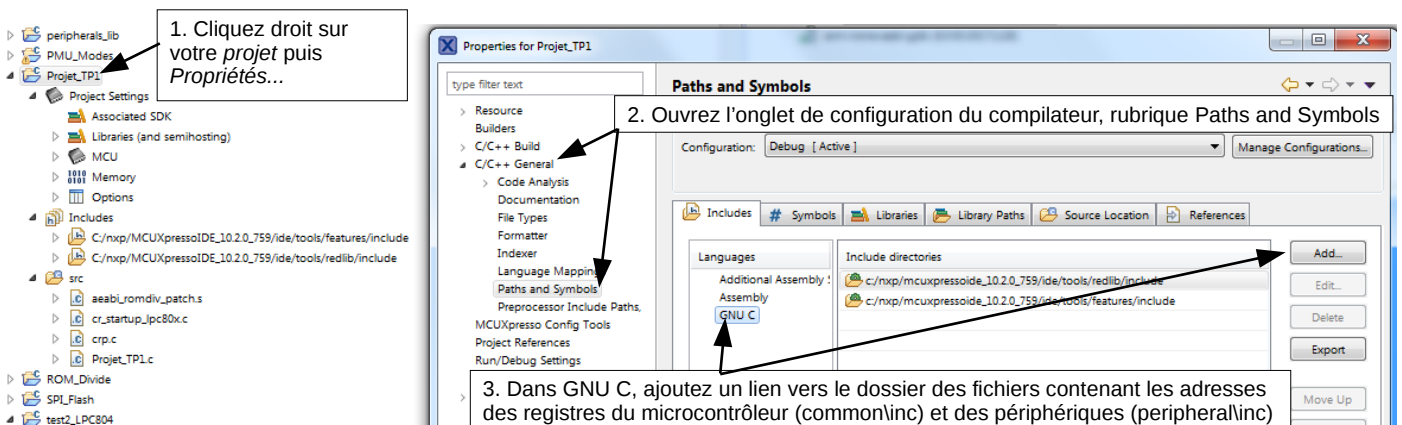 peripherals_lib
PMU_Modes
Projet_TP1
Project Settings
Associated SDK
Libraries (and semihosting)
MCU
Memory
Options
Includes
C:/nxp/MCUXpressoIDE_10.2.0_759/ide/tools/features/include
C:/nxp/MCUXpressoIDE_10.2.0_759/ide/tools/redlib/include
src
aeabi_romdiv_patch.s
cr_startup_lpc80x.c
crp.c
Projet_TP1.c
ROM_Divide
SPI_Flash
test2_LPC804
1. Cliquez droit sur
votre projet puis
Propriétés...
Properties for Projet_TP1
type filter text
Resource
Builders
C/C++ Build
C/C++ General
Code Analysis
Documentation
File Types
Formatter
Indexer
Language Mapping
Paths and Symbols
Preprocessor Include Paths,
MCUXpresso Config Tools
Project References
Run/Debug Settings
Paths and Symbols
2. Ouvrez l'onglet de configuration du compilateur, rubrique Paths and Symbols
Configuration: Debug [ Active ] Manage Configurations...
Includes # Symbols Libraries Library Paths Source Location References
Languages
Additional Assembly
Assembly
GNU C
Include directories
c:/nxp/mcuxpressoide_10.2.0_759/ide/tools/redlib/include
c:/nxp/mcuxpressoide_10.2.0_759/ide/tools/features/include
Add...
Edit...
Delete
Export
Move Up
3. Dans GNU C, ajoutez un lien vers le dossier des fichiers contenant les adresses
des registres du microcontrôleur (common\inc) et des périphériques (peripheral\inc)